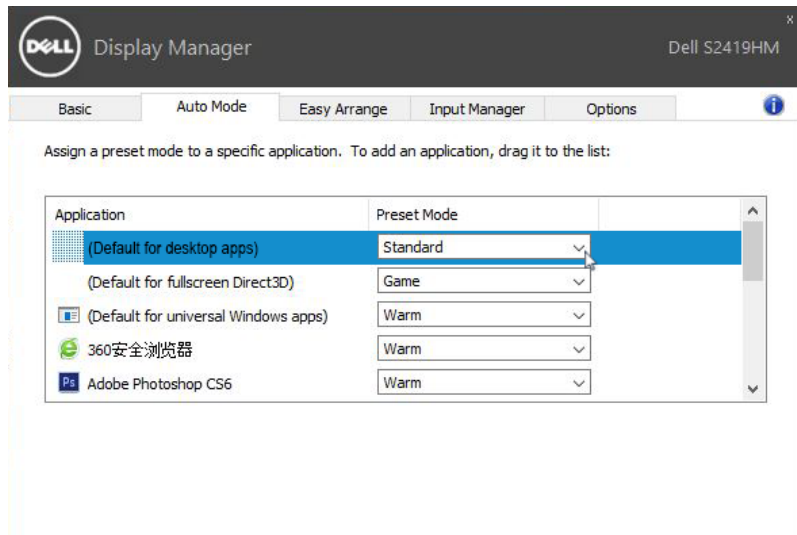 x
DELL Display Manager Dell S2419HM
Basic Auto Mode Easy Arrange Input Manager Options
Assign a preset mode to a specific application. To add an application, drag it to the list:
Application Preset Mode
(Default for desktop apps) Standard
(Default for fullscreen Direct3D) Game
(Default for universal Windows apps) Warm
360安全浏览器 Warm
Ps Adobe Photoshop CS6 Warm